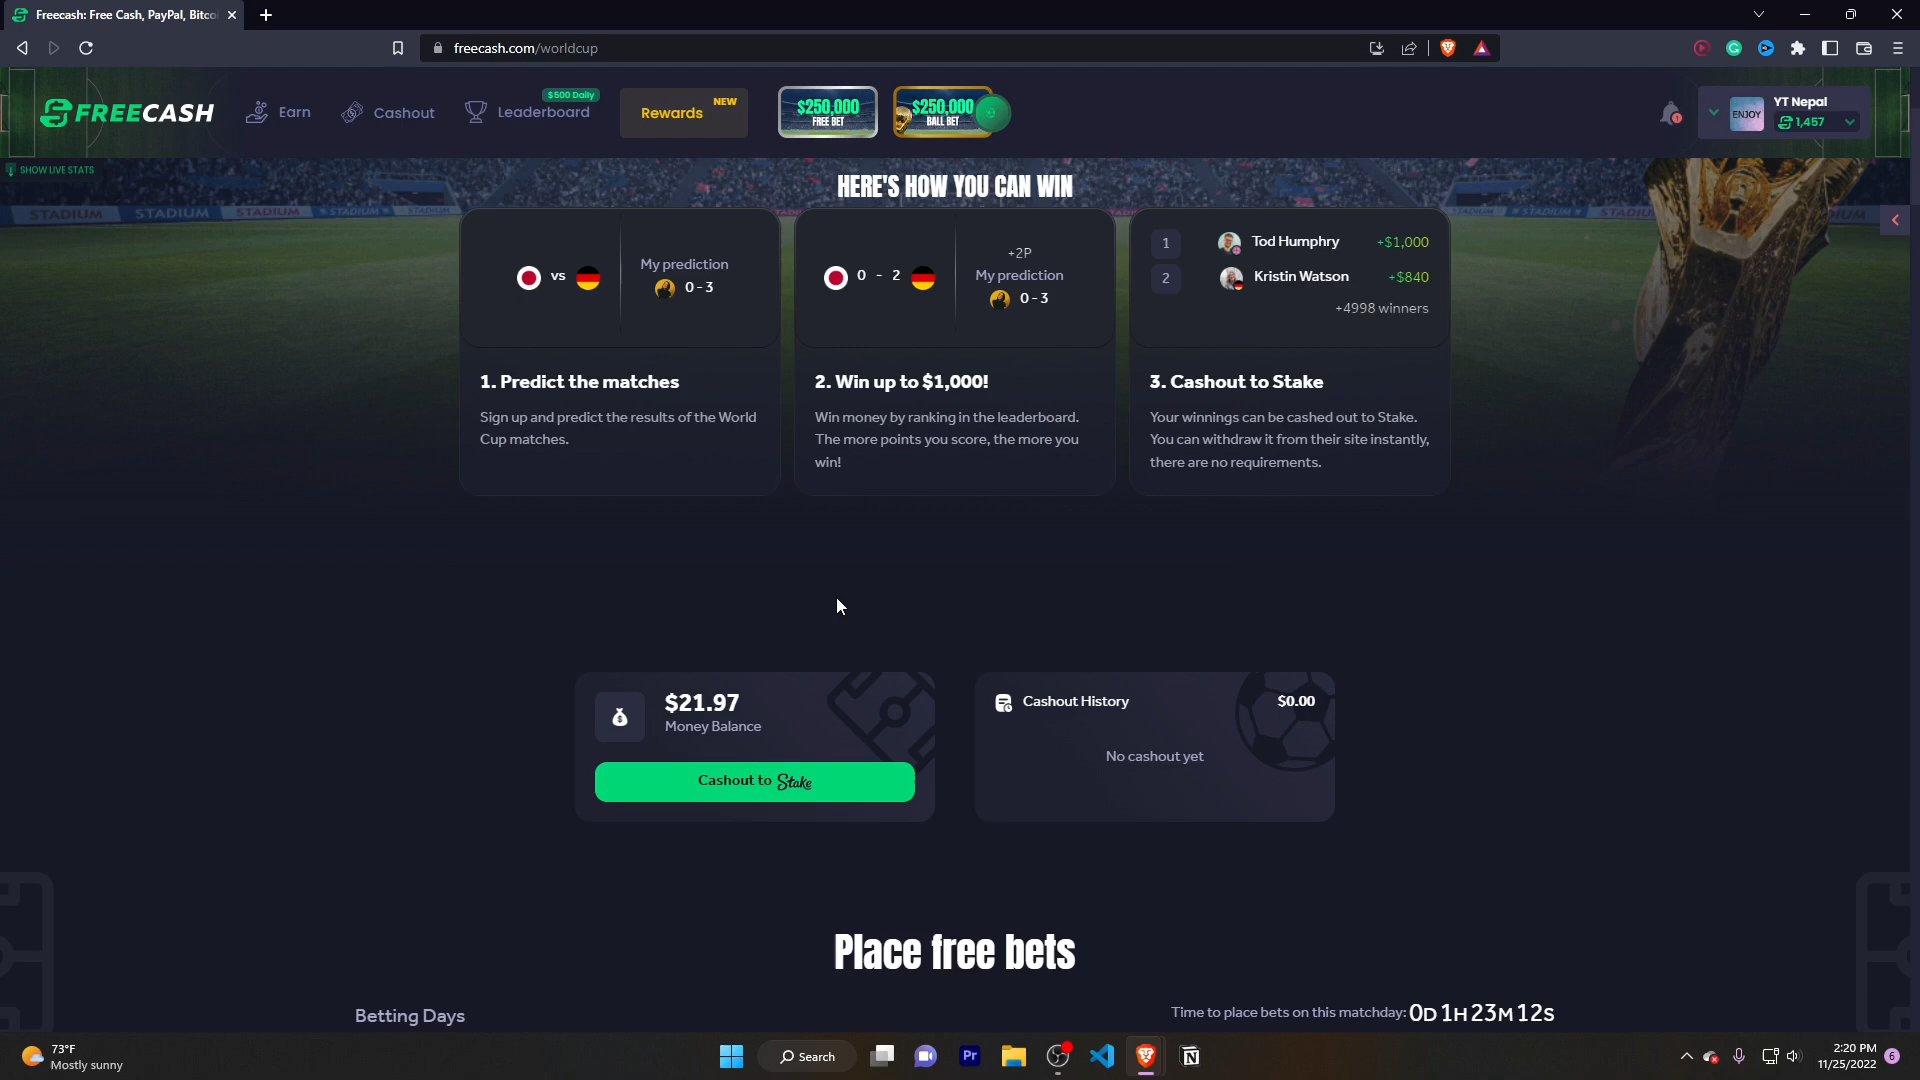 Freecash: Free Cash, PayPal, Bitco
freecash.com/worldcup
FREECASH
Earn
Cashout
$500 Daily
Leaderboard
Rewards
NEW
$250,000
FREE BET
$250,000
BALL BET
1
ENJOY
YT Nepal
1,457
SHOW LIVE STATS
STADIUM STADIUM STADIUM STADIUM STADIUM
HERE'S HOW YOU CAN WIN
vs
My prediction
0 - 3
+2P
0 - 2
My prediction
0 - 3
1 Tod Humphry +$1,000
2 Kristin Watson +$840
+4998 winners
1. Predict the matches
Sign up and predict the results of the World
Cup matches.
2. Win up to $1,000!
Win money by ranking in the leaderboard.
The more points you score, the more you
win!
3. Cashout to Stake
Your winnings can be cashed out to Stake.
You can withdraw it from their site instantly,
there are no requirements.
$21.97
Money Balance
Cashout to Stake
Cashout History
$0.00
No cashout yet
Place free bets
Betting Days
Time to place bets on this matchday: 0D 1H 23M 12S
73°F
Mostly sunny
Search
Pr
2:20 PM
11/25/2022
6